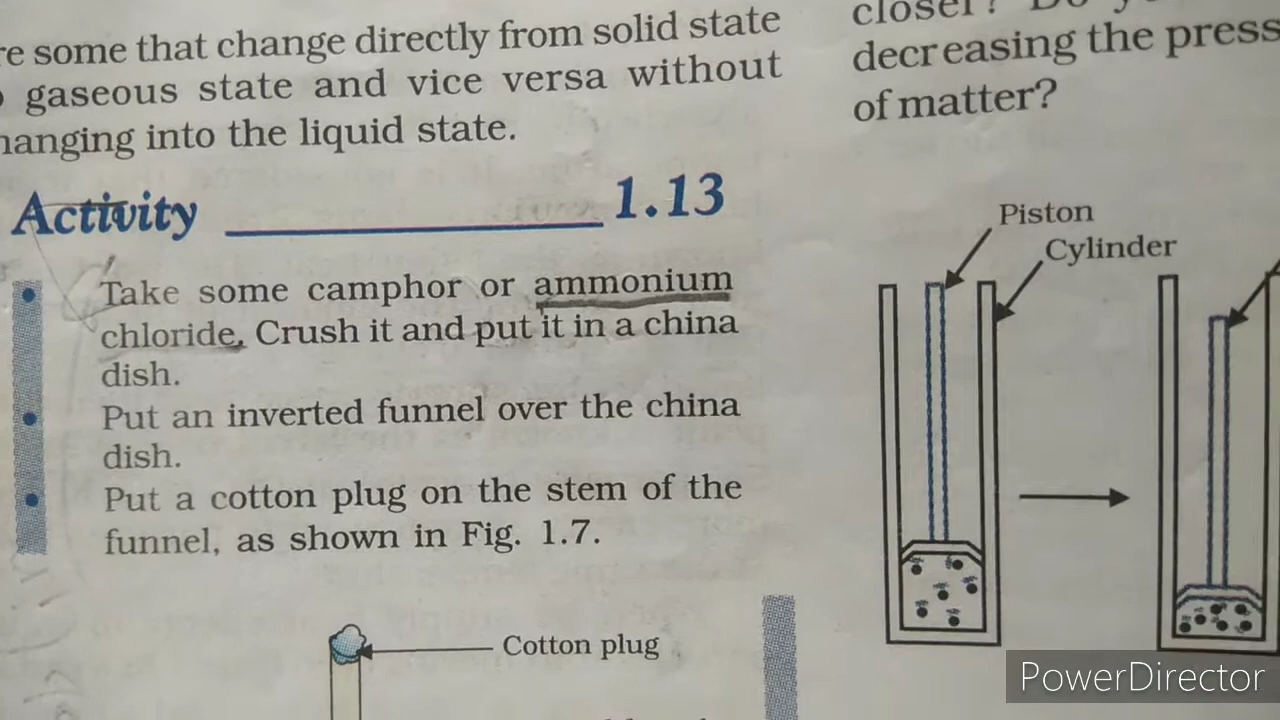 re some that change directly from solid state
gaseous state and vice versa without
hanging into the liquid state.
Activity 1.13
Take some camphor or ammonium
chloride. Crush it and put it in a china
dish.
Put an inverted funnel over the china
dish.
Put a cotton plug on the stem of the
funnel, as shown in Fig. 1.7.
Cotton plug
closer?
decreasing the press
of matter?
Piston
Cylinder
PowerDirector